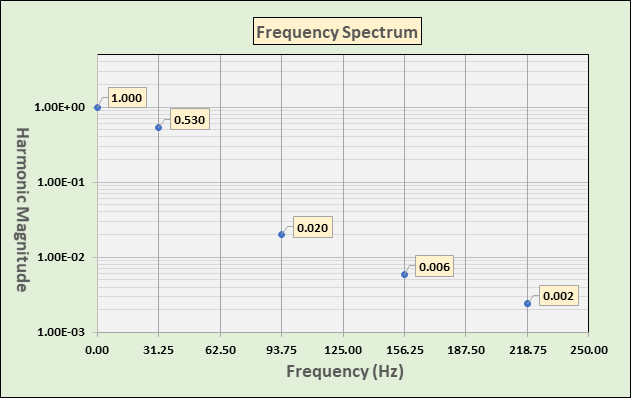 Frequency Spectrum
Harmonic Magnitude
1.00E+00
1.00E-01
1.00E-02
1.00E-03
1.000
0.530
0.020
0.006
0.002
0.00 31.25 62.50 93.75 125.00 156.25 187.50 218.75 250.00
Frequency (Hz)